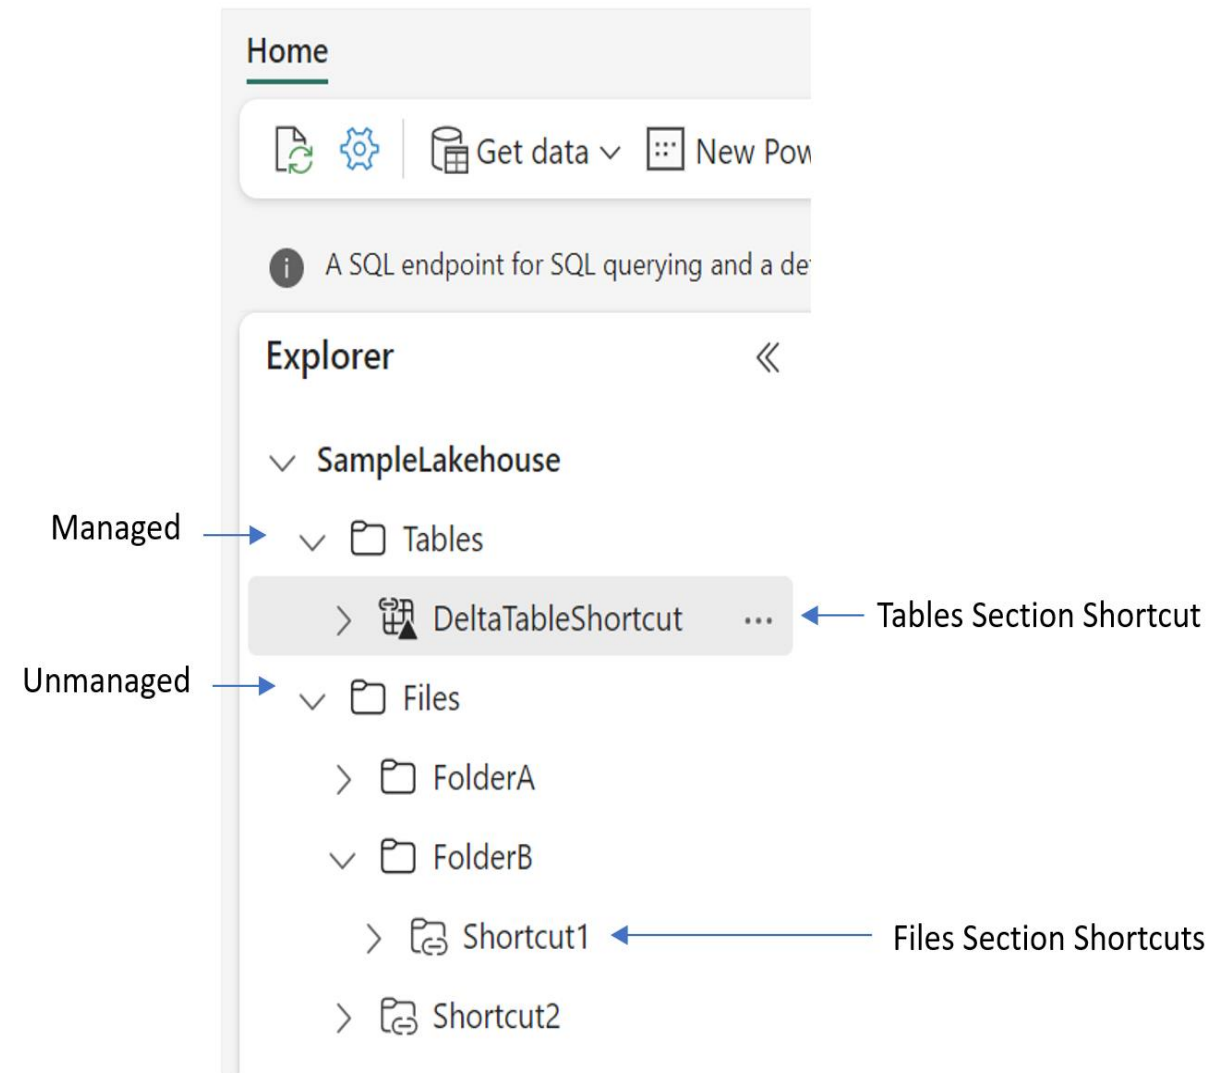 Home
Get data New Pow
A SQL endpoint for SQL querying and a de
Explorer
SampleLakehouse
Managed
Tables
DeltaTableShortcut
Tables Section Shortcut
Unmanaged
Files
FolderA
FolderB
Shortcut1
Files Section Shortcuts
Shortcut2